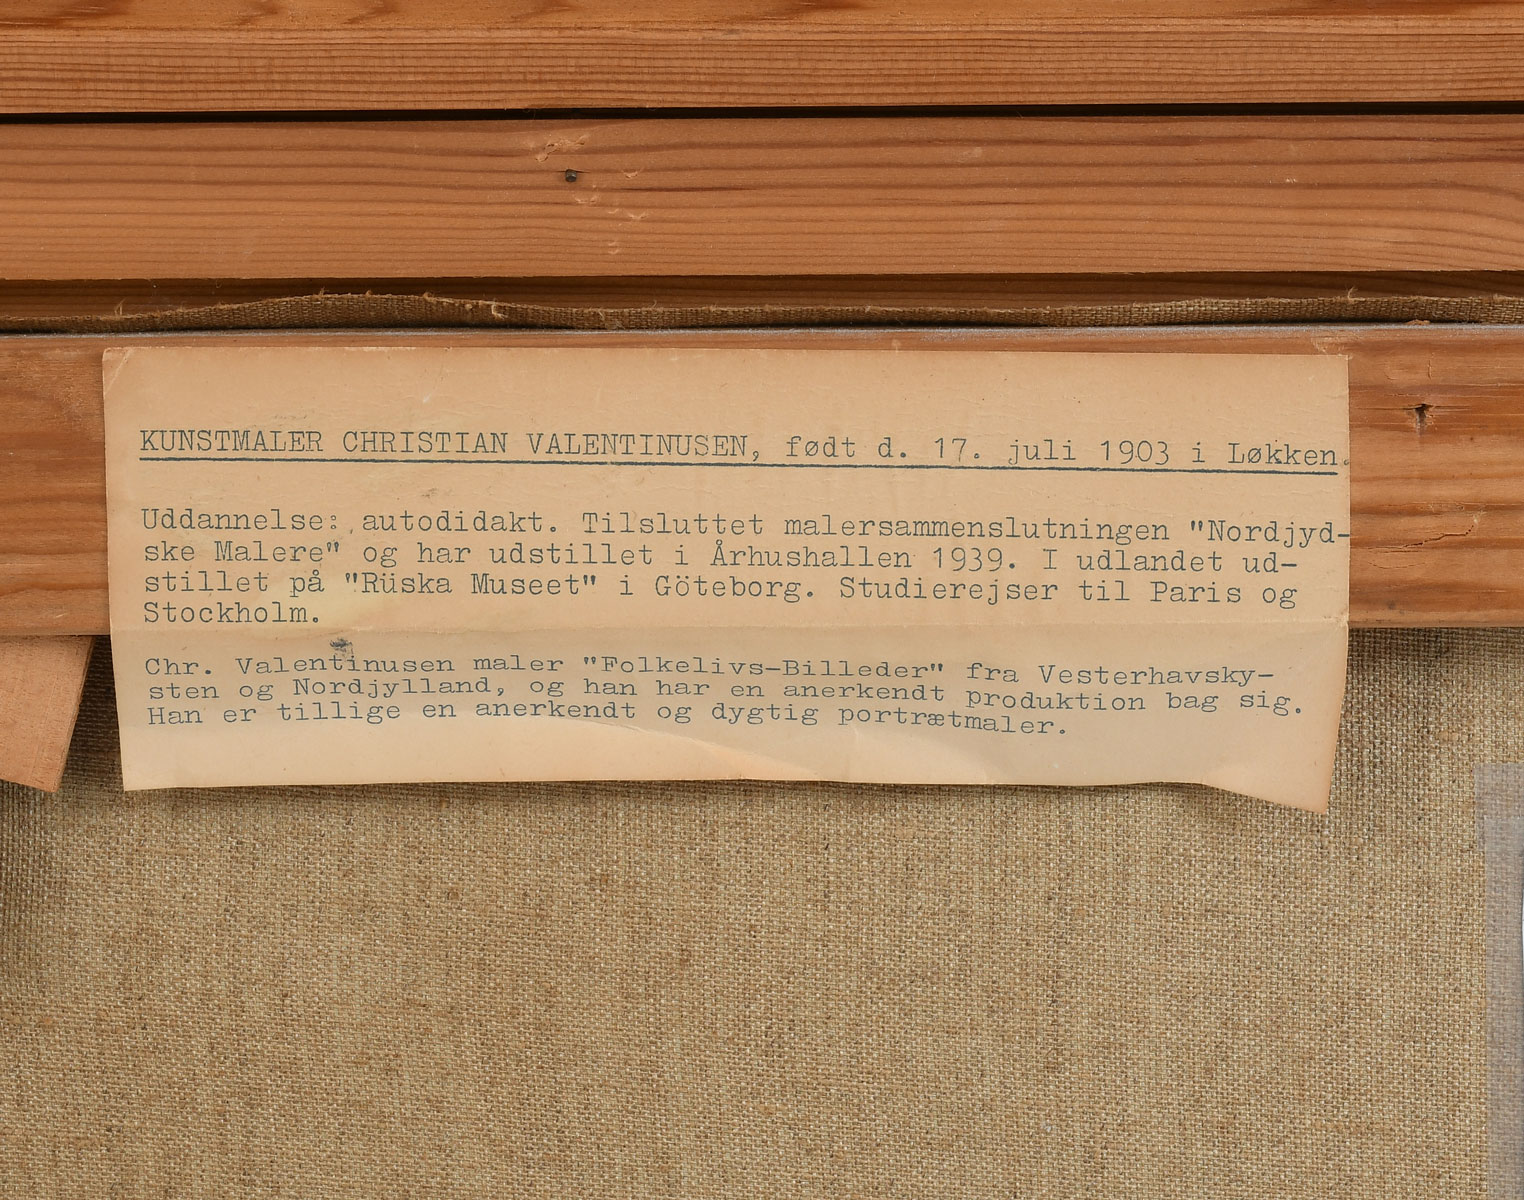 KUNSTMALER CHRISTIAN VALENTINUSEN, født d. 17. juli 1903 i Løkken.
Uddannelse: autodidakt. Tilsluttet malersammenslutningen "Nordjyd-
ske Malere" og har udstillet i Århushallen 1939. I udlandet ud-
stillet på "Rüska Museet" i Göteborg. Studierejser til Paris og
Stockholm.
Chr. Valentinusen maler "Folkelivs-Billeder" fra Vesterhavsky-
sten og Nordjylland, og han har en anerkendt produktion bag sig.
Han er tillige en anerkendt og dygtig portrætmaler.